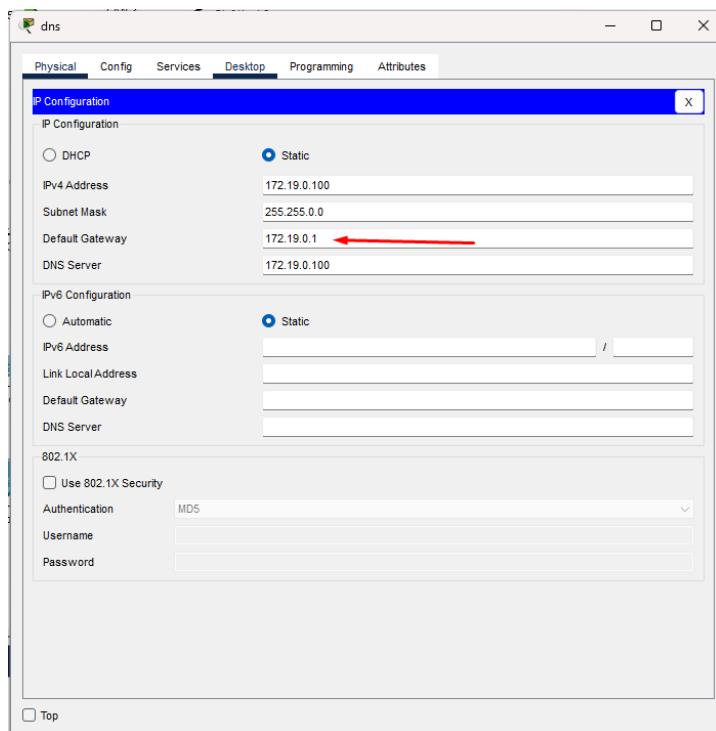 dns
Physical Config Services Desktop Programming Attributes
IP Configuration X
IP Configuration
DHCP Static
IPv4 Address 172.19.0.100
Subnet Mask 255.255.0.0
Default Gateway 172.19.0.1
DNS Server 172.19.0.100
IPv6 Configuration
Automatic Static
IPv6 Address /
Link Local Address
Default Gateway
DNS Server
802.1X
Use 802.1X Security
Authentication MD5
Username
Password
Top